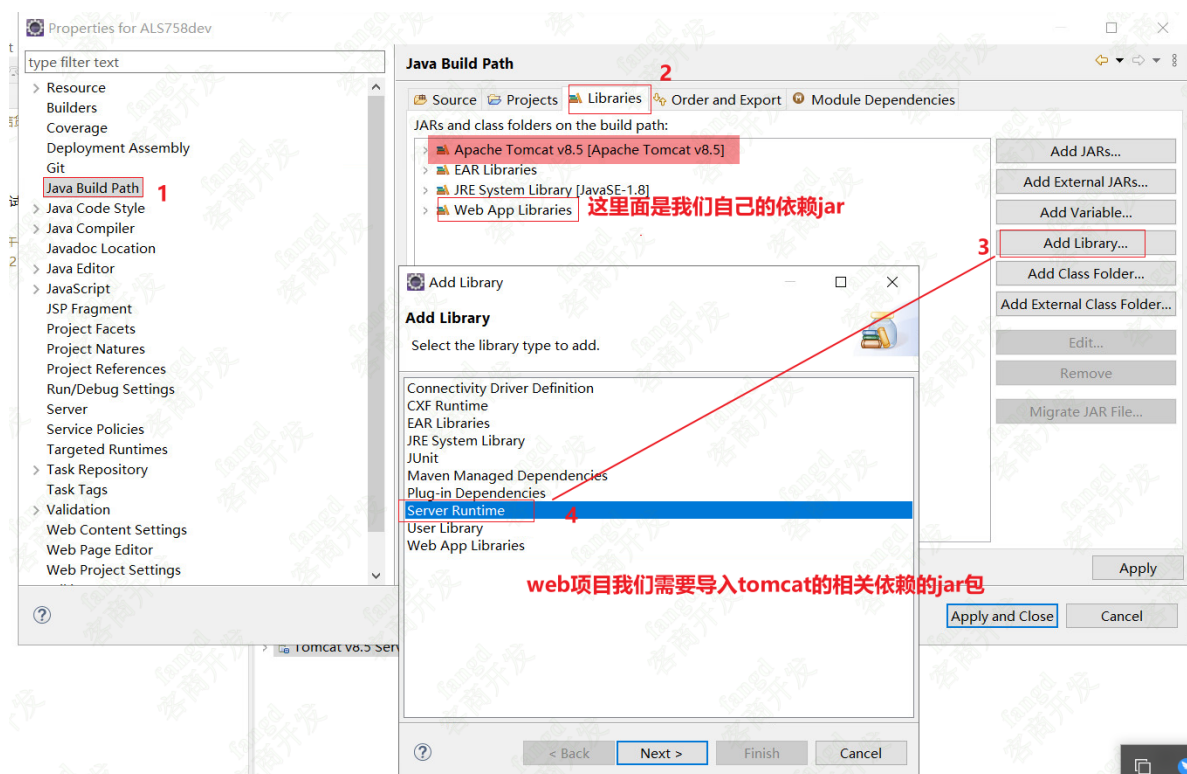 Properties for ALS758dev
type filter text
Resource
Builders
Coverage
Deployment Assembly
Git
Java Build Path
1
Java Code Style
Java Compiler
Javadoc Location
Java Editor
JavaScript
JSP Fragment
Project Facets
Project Natures
Project References
Run/Debug Settings
Server
Service Policies
Targeted Runtimes
Task Repository
Task Tags
Validation
Web Content Settings
Web Page Editor
Web Project Settings
Java Build Path
2
Source Projects Libraries Order and Export Module Dependencies
JARs and class folders on the build path:
Apache Tomcat v8.5 [Apache Tomcat v8.5]
EAR Libraries
JRE System Library [JavaSE-1.8]
Web App Libraries 这里面是我们自己的依赖jar
Add JARs...
Add External JARs...
Add Variable...
3 Add Library...
Add Class Folder...
Add External Class Folder...
Edit...
Remove
Migrate JAR File...
Apply
Apply and Close Cancel
Add Library
Add Library
Select the library type to add.
Connectivity Driver Definition
CXF Runtime
EAR Libraries
JRE System Library
JUnit
Maven Managed Dependencies
Plug-in Dependencies
Server Runtime 4
User Library
Web App Libraries
web项目我们需要导入tomcat的相关依赖的jar包
< Back Next > Finish Cancel
Tomcat v8.5 Serv
fangd
客商开发